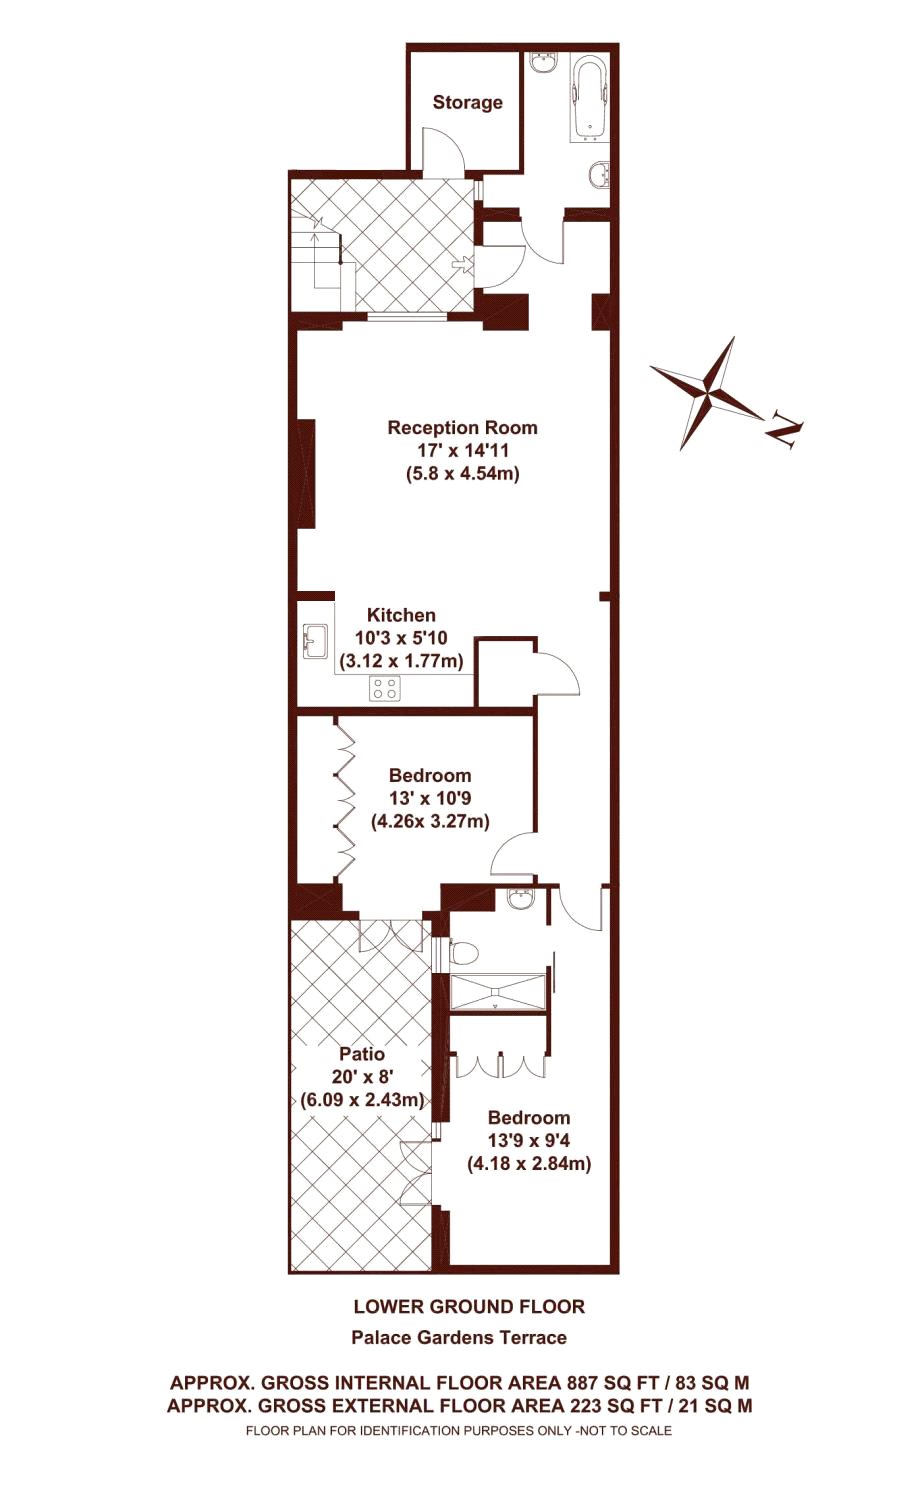 Storage
Reception Room
17' x 14'11
(5.8 x 4.54m)
N
Kitchen
10'3 x 5'10
(3.12 x 1.77m)
Bedroom
13' x 10'9
(4.26x 3.27m)
Patio
20' x 8'
(6.09 x 2.43m)
Bedroom
13'9 x 9'4
(4.18 x 2.84m)
LOWER GROUND FLOOR
Palace Gardens Terrace
APPROX. GROSS INTERNAL FLOOR AREA 887 SQ FT / 83 SQ M
APPROX. GROSS EXTERNAL FLOOR AREA 223 SQ FT / 21 SQ M
FLOOR PLAN FOR IDENTIFICATION PURPOSES ONLY -NOT TO SCALE